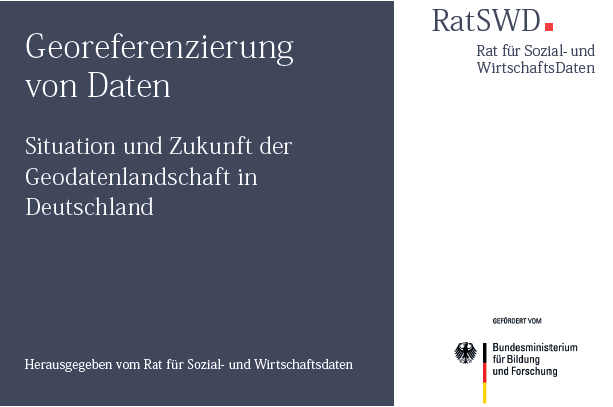 Georeferenzierung
von Daten
Situation und Zukunft der
Geodatenlandschaft in
Deutschland
Herausgegeben vom Rat für Sozial- und Wirtschaftsdaten
RatSWD.
Rat für Sozial- und
WirtschaftsDaten
GEFÖRDERT VOM
Bundesministerium
für Bildung
und Forschung